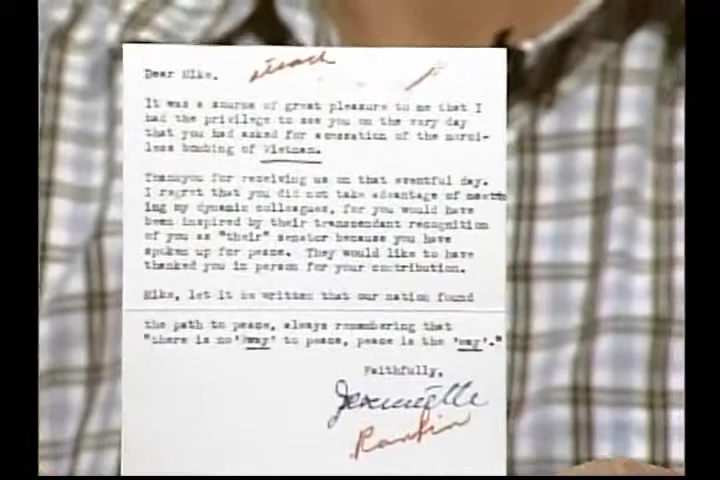 Dear Mike,
It was a source of great pleasure to me that I
had the privilege to see you on the very day
that you had asked for a cessation of the merci-
less bombing of Vietnam.
Thankyou for receiving us on that eventful day.
I regret that you did not take advantage of meet
ing my dynamic colleagues, for you would have
been inspired by their transcendant recognition
of you as "their" senator because you have
spoken up for peace. They would like to have
thanked you in person for your contribution.
Mike, let it be written that our nation found
the path to peace, always remembering that
"there is no 'way' to peace, peace is the 'way'."
Faithfully,
Jeannette
Rankin